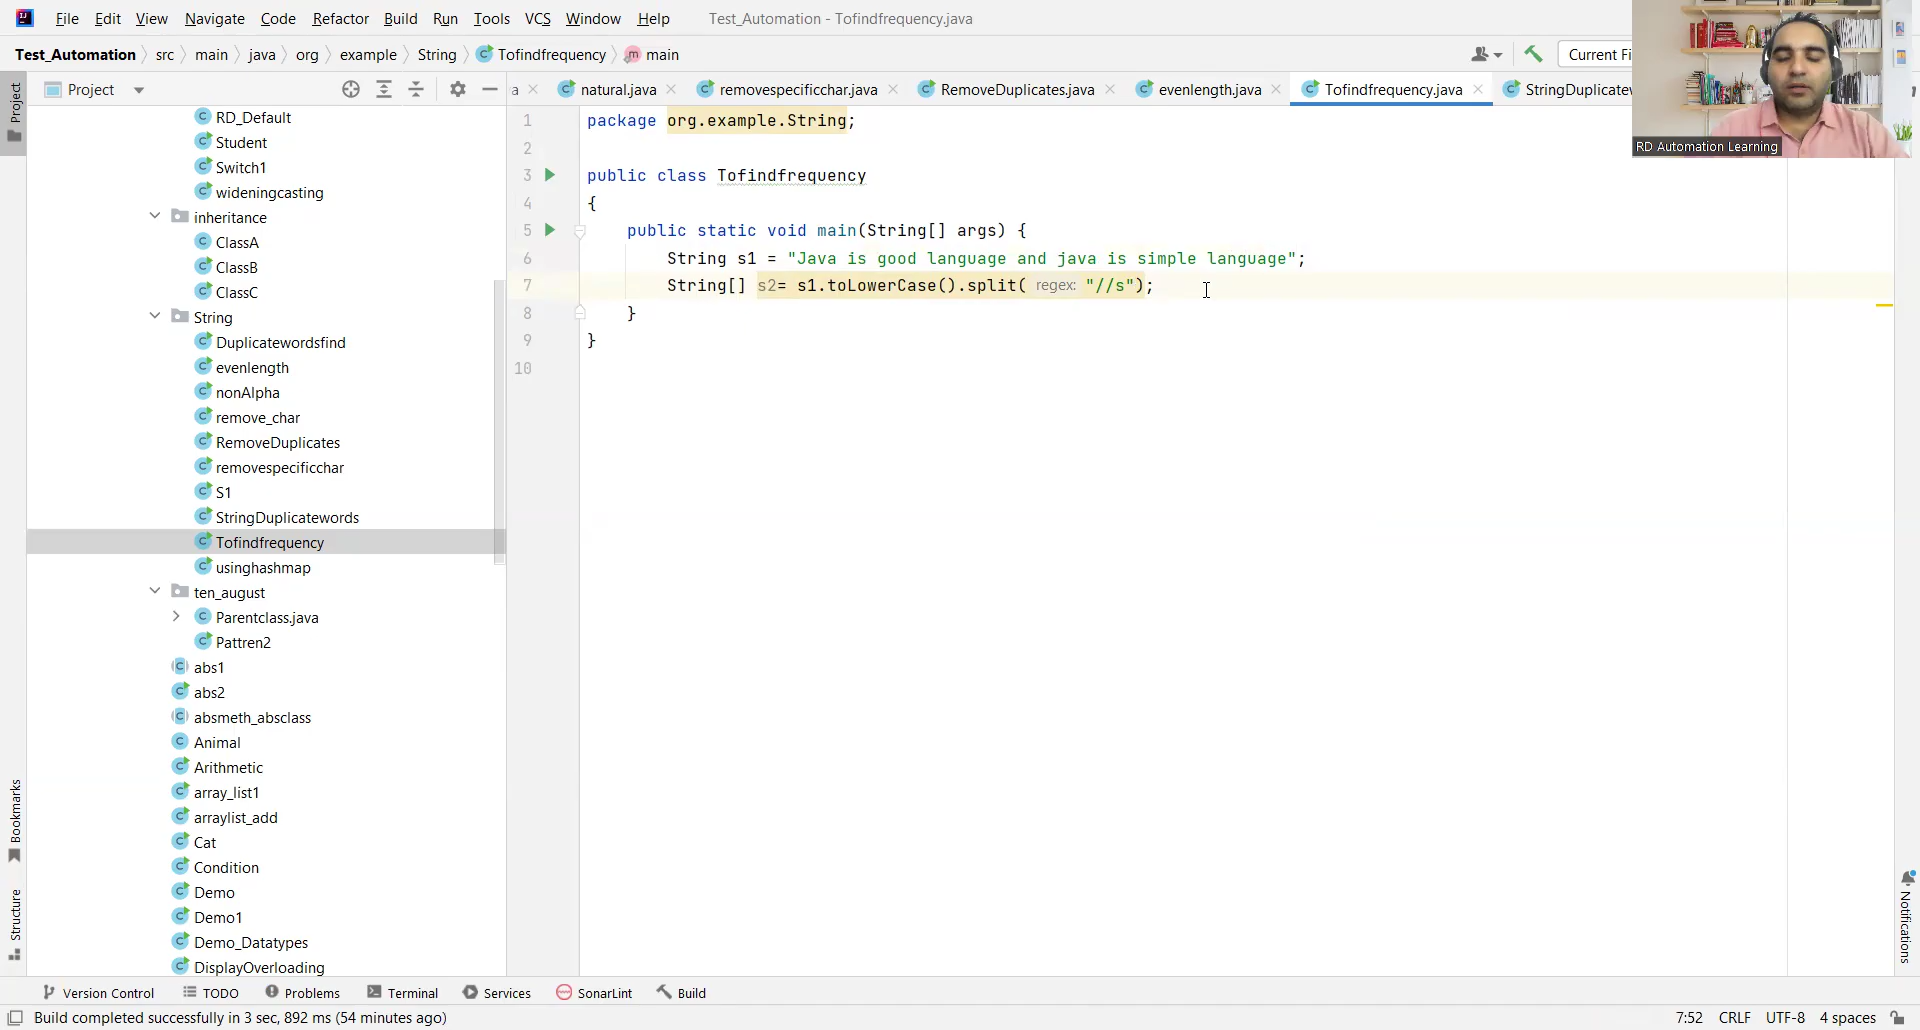 File Edit View Navigate Code Refactor Build Run Tools VCS Window Help Test_Automation - Tofindfrequency.java
Test_Automation src main java org example String Tofindfrequency main Current Fi
Project
a natural.java removespecificchar.java RemoveDuplicates.java evenlength.java Tofindfrequency.java StringDuplicatew
RD Automation Learning
Project
RD_Default
Student
Switch1
wideningcasting
inheritance
ClassA
ClassB
ClassC
String
Duplicatewordsfind
evenlength
nonAlpha
remove_char
RemoveDuplicates
removespecificchar
S1
StringDuplicatewords
Tofindfrequency
usinghashmap
ten_august
Parentclass.java
Pattren2
abs1
abs2
absmeth_absclass
Animal
Arithmetic
array_list1
arraylist_add
Cat
Condition
Demo
Demo1
Demo_Datatypes
DisplayOverloading
1 package org.example.String;
2
3 public class Tofindfrequency
4 {
5 public static void main(String[] args) {
6 String s1 = "Java is good language and java is simple language";
7 String[] s2= s1.toLowerCase().split( regex: "//s");
8 }
9 }
10
Bookmarks
Structure
Notifications
Version Control TODO Problems Terminal Services SonarLint Build
Build completed successfully in 3 sec, 892 ms (54 minutes ago) 7:52 CRLF UTF-8 4 spaces